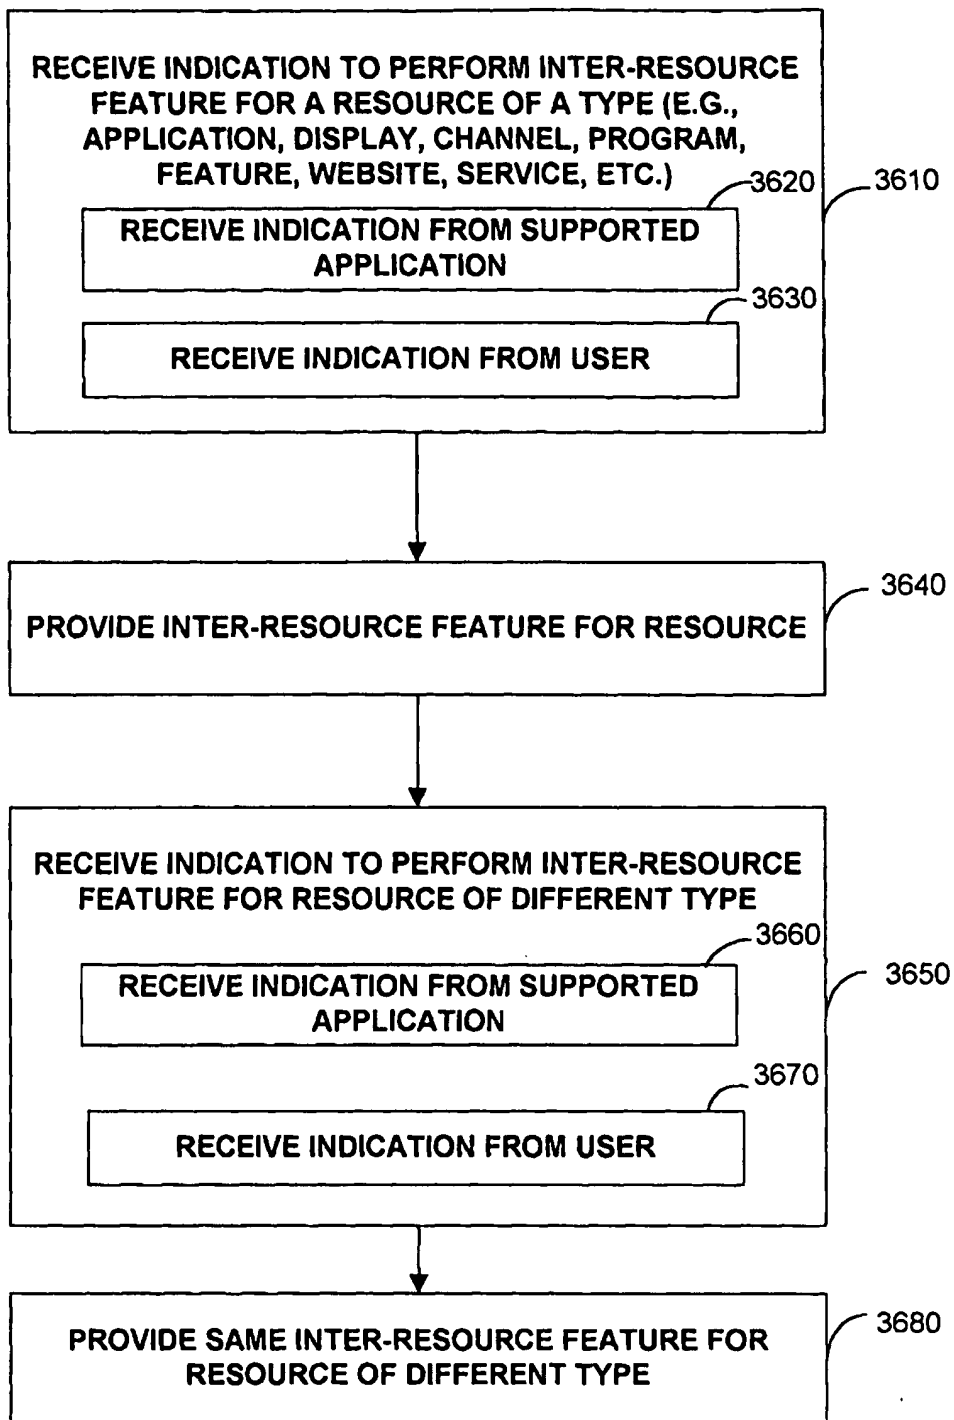 RECEIVE INDICATION TO PERFORM INTER-RESOURCE
FEATURE FOR A RESOURCE OF A TYPE (E.G.,
APPLICATION, DISPLAY, CHANNEL, PROGRAM,
FEATURE, WEBSITE, SERVICE, ETC.)
3610
3620
RECEIVE INDICATION FROM SUPPORTED
APPLICATION
3630
RECEIVE INDICATION FROM USER
3640
PROVIDE INTER-RESOURCE FEATURE FOR RESOURCE
RECEIVE INDICATION TO PERFORM INTER-RESOURCE
FEATURE FOR RESOURCE OF DIFFERENT TYPE
3650
3660
RECEIVE INDICATION FROM SUPPORTED
APPLICATION
3670
RECEIVE INDICATION FROM USER
3680
PROVIDE SAME INTER-RESOURCE FEATURE FOR
RESOURCE OF DIFFERENT TYPE